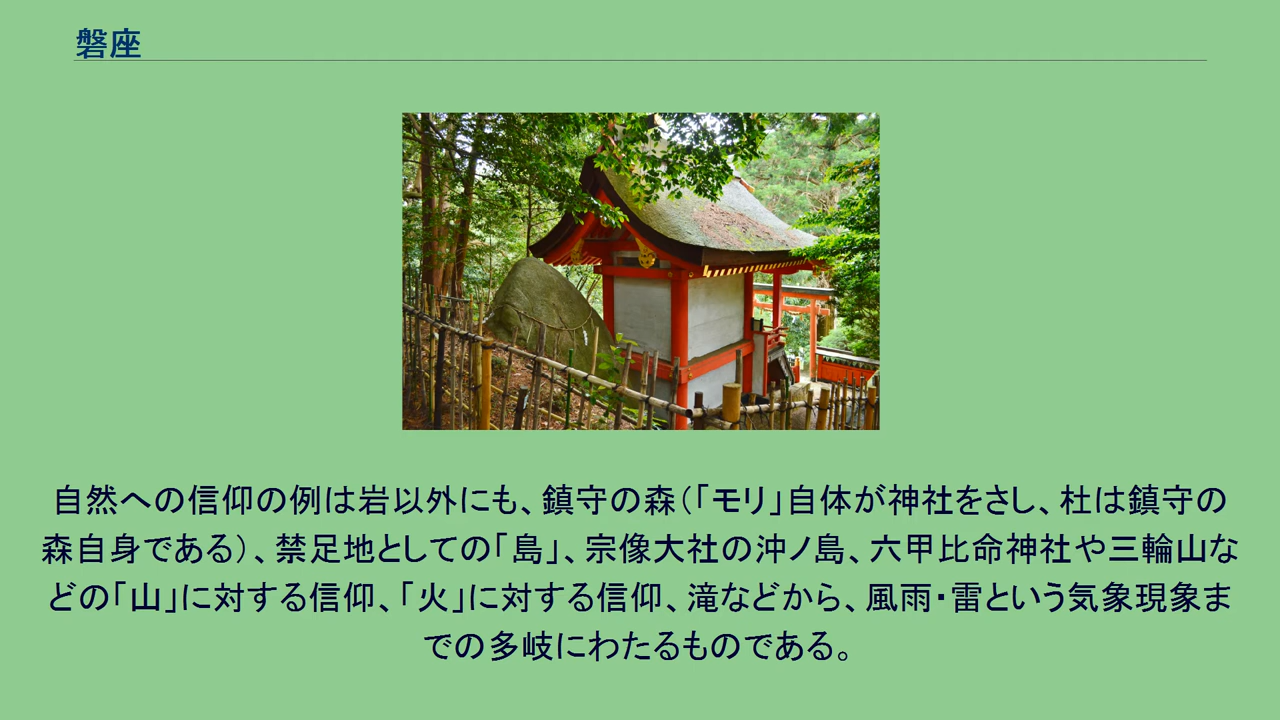 磐座
自然への信仰の例は岩以外にも、鎮守の森(「モリ」自体が神社をさし、杜は鎮守の
森自身である)、禁足地としての「島」、宗像大社の沖ノ島、六甲比命神社や三輪山な
どの「山」に対する信仰、「火」に対する信仰、滝などから、風雨・雷という気象現象ま
での多岐にわたるものである。